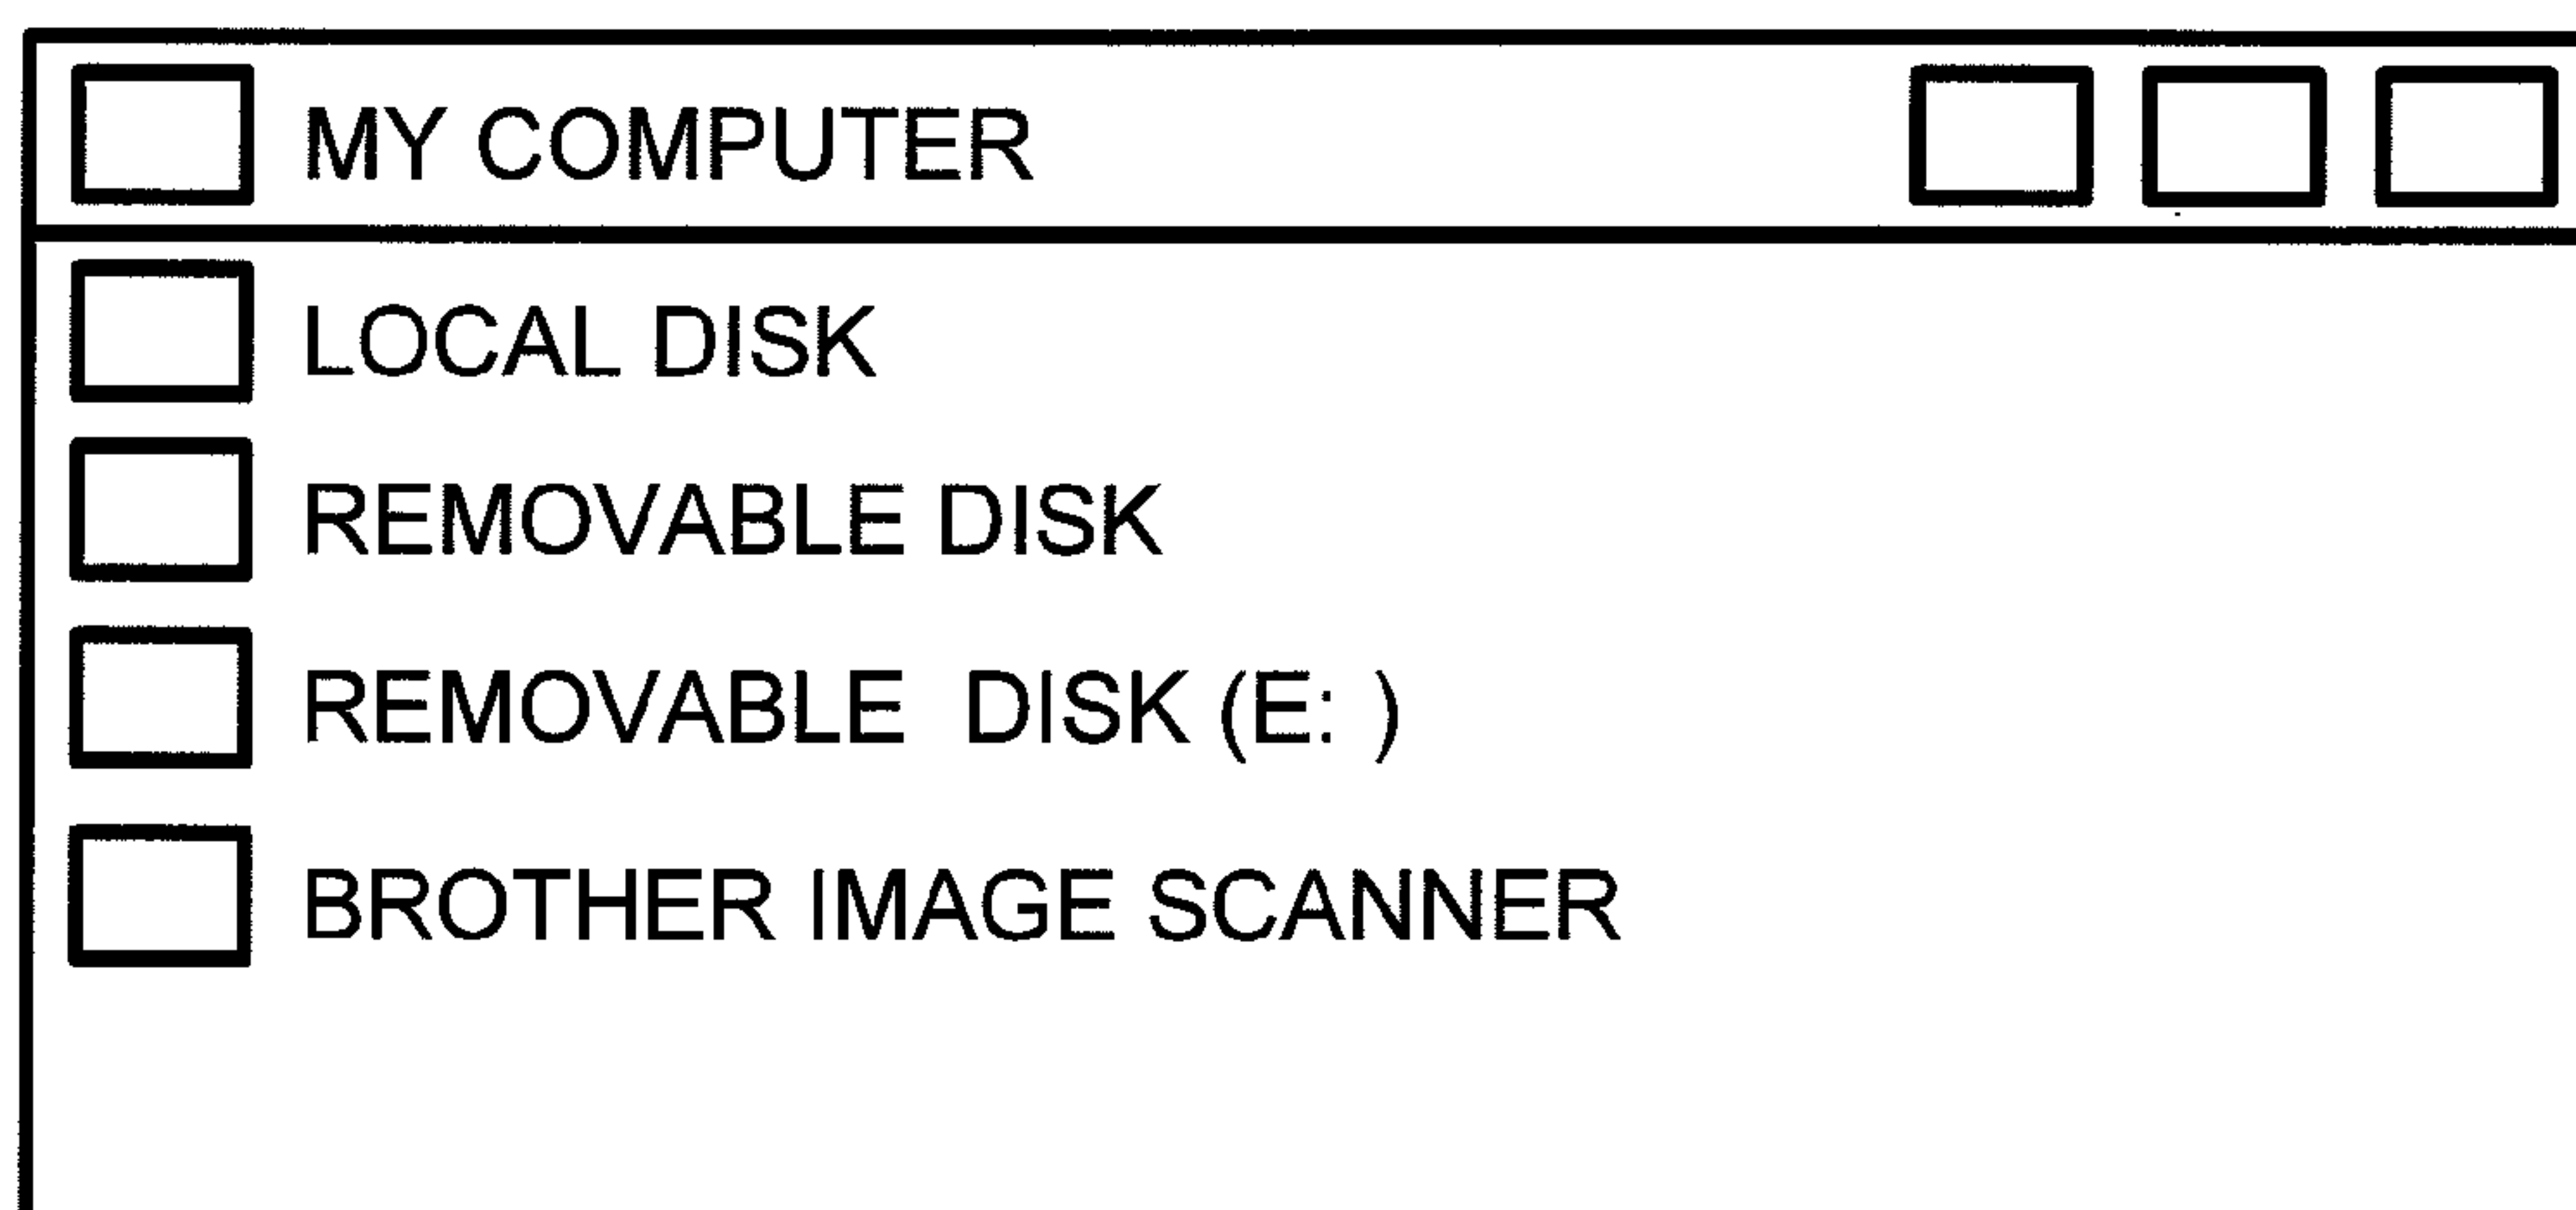 MY COMPUTER
LOCAL DISK
REMOVABLE DISK
REMOVABLE DISK (E: )
BROTHER IMAGE SCANNER